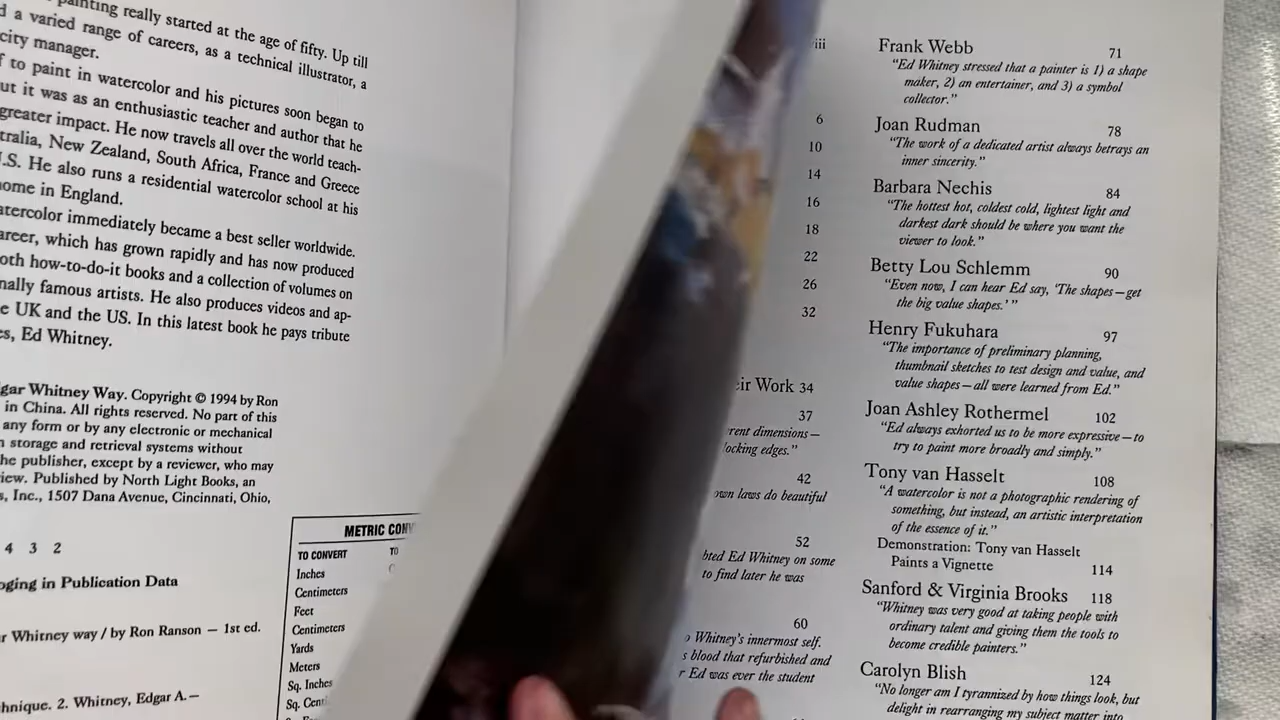 painting really started at the age of fifty. Up till
a varied range of careers, as a technical illustrator, a
city manager.
to paint in watercolor and his pictures soon began to
ut it was as an enthusiastic teacher and author that he
greater impact. He now travels all over the world teach-
tralia, New Zealand, South Africa, France and Greece
U.S. He also runs a residential watercolor school at his
home in England.
atercolor immediately became a best seller worldwide.
areer, which has grown rapidly and has now produced
oth how-to-do-it books and a collection of volumes on
nally famous artists. He also produces videos and ap-
e UK and the US. In this latest book he pays tribute
es, Ed Whitney.
gar Whitney Way. Copyright © 1994 by Ron
in China. All rights reserved. No part of this
any form or by any electronic or mechanical
n storage and retrieval systems without
he publisher, except by a reviewer, who may
iew. Published by North Light Books, an
s, Inc., 1507 Dana Avenue, Cincinnati, Ohio,
4 3 2
oging in Publication Data
r Whitney way / by Ron Ranson — 1st ed.
hnique. 2. Whitney, Edgar A.—
METRIC CONV
TO CONVERT TO
Inches
Centimeters
Feet
Centimeters
Yards
Meters
Sq. Inches
Sq. Centi
viii
6
10
14
16
18
22
26
32
eir Work 34
37
rent dimensions—
locking edges."
42
own laws do beautiful
52
bted Ed Whitney on some
to find later he was
60
o Whitney's innermost self.
s blood that refurbished and
r Ed was ever the student
Frank Webb 71
"Ed Whitney stressed that a painter is 1) a shape
maker, 2) an entertainer, and 3) a symbol
collector."
Joan Rudman 78
"The work of a dedicated artist always betrays an
inner sincerity."
Barbara Nechis 84
"The hottest hot, coldest cold, lightest light and
darkest dark should be where you want the
viewer to look."
Betty Lou Schlemm 90
"Even now, I can hear Ed say, 'The shapes—get
the big value shapes.'"
Henry Fukuhara 97
"The importance of preliminary planning,
thumbnail sketches to test design and value, and
value shapes—all were learned from Ed."
Joan Ashley Rothermel 102
"Ed always exhorted us to be more expressive—to
try to paint more broadly and simply."
Tony van Hasselt 108
"A watercolor is not a photographic rendering of
something, but instead, an artistic interpretation
of the essence of it."
Demonstration: Tony van Hasselt
Paints a Vignette 114
Sanford & Virginia Brooks 118
"Whitney was very good at taking people with
ordinary talent and giving them the tools to
become credible painters."
Carolyn Blish 124
"No longer am I tyrannized by how things look, but
delight in rearranging my subject matter into